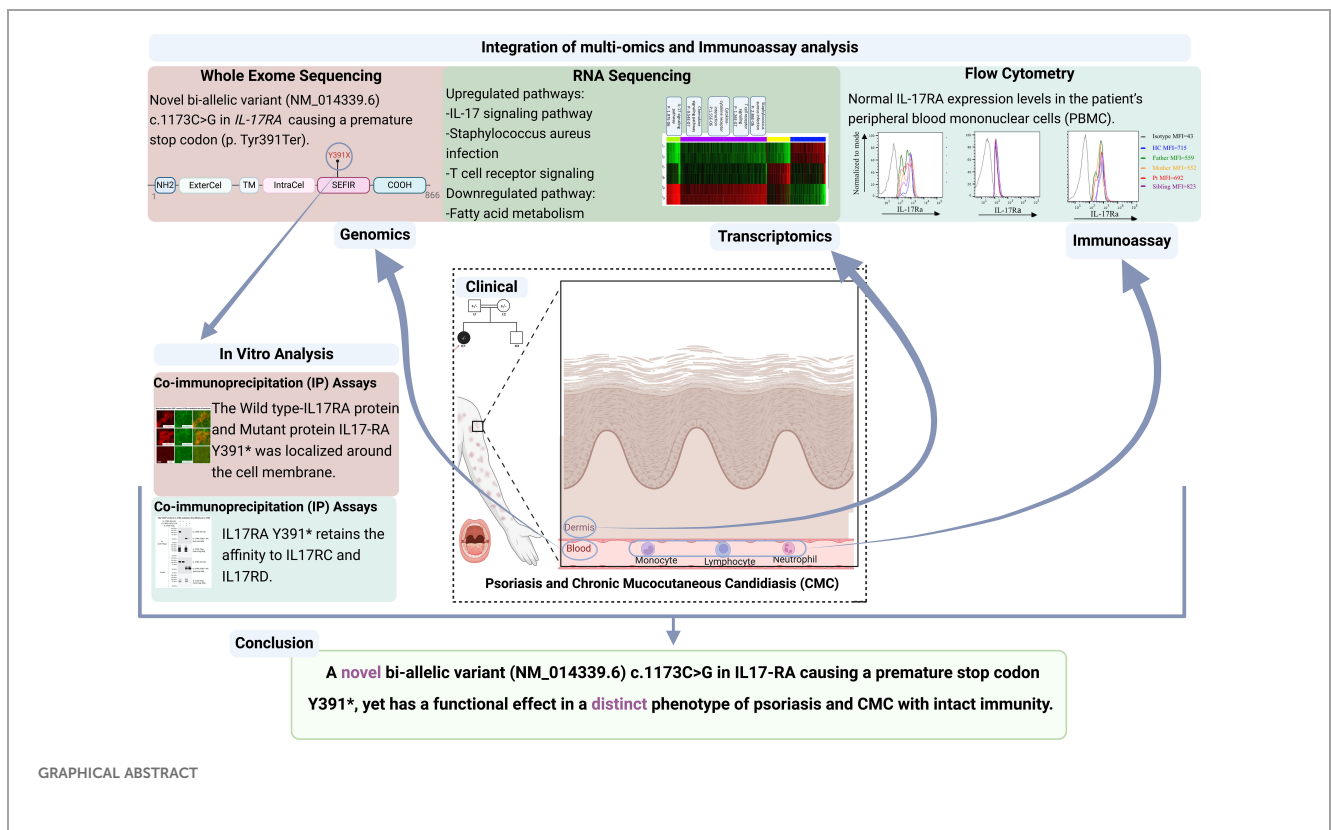 Integration of multi-omics and Immunoassay analysis
Whole Exome Sequencing
Novel bi-allelic variant (NM_014339.6)
c.1173C>G in IL-17RA causing a premature
stop codon (p. Tyr391Ter).
Y391X
NH2 ExterCel TM IntraCel SEFIR COOH
1 866
RNA Sequencing
Upregulated pathways:
-IL-17 signaling pathway
-Staphylococcus aureus
infection
-T cell receptor signaling
Downregulated pathway:
-Fatty acid metabolism
Flow Cytometry
Normal IL-17RA expression levels in the patient's
peripheral blood mononuclear cells (PBMC).
Normalized to mode
IL-17Ra
IL-17Ra
IL-17Ra
Isotype MFI=43
HC MFI=715
Father MFI=559
Mother MFI=552
Pt MFI=692
Sibling MFI=823
Genomics
Transcriptomics
Immunoassay
Clinical
In Vitro Analysis
Co-immunoprecipitation (IP) Assays
The Wild type-IL17RA protein
and Mutant protein IL17-RA
Y391* was localized around
the cell membrane.
Co-immunoprecipitation (IP) Assays
IL17RA Y391* retains the
affinity to IL17RC and
IL17RD.
Dermis
Blood
Monocyte Lymphocyte Neutrophil
Psoriasis and Chronic Mucocutaneous Candidiasis (CMC)
Conclusion
A novel bi-allelic variant (NM_014339.6) c.1173C>G in IL17-RA causing a premature stop codon
Y391*, yet has a functional effect in a distinct phenotype of psoriasis and CMC with intact immunity.
GRAPHICAL ABSTRACT